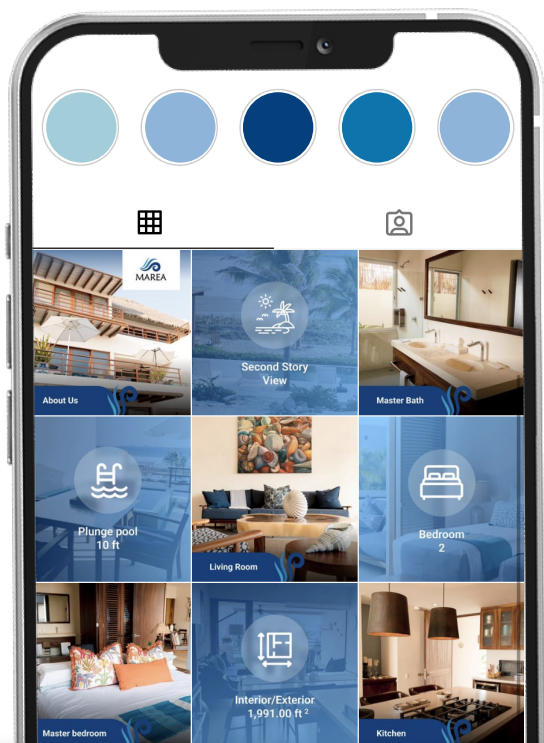 MAREA
About Us
Second Story
View
Master Bath
Plunge pool
10 ft
Living Room
Bedroom
2
Master bedroom
Interior/Exterior
1,991.00 ft ²
Kitchen